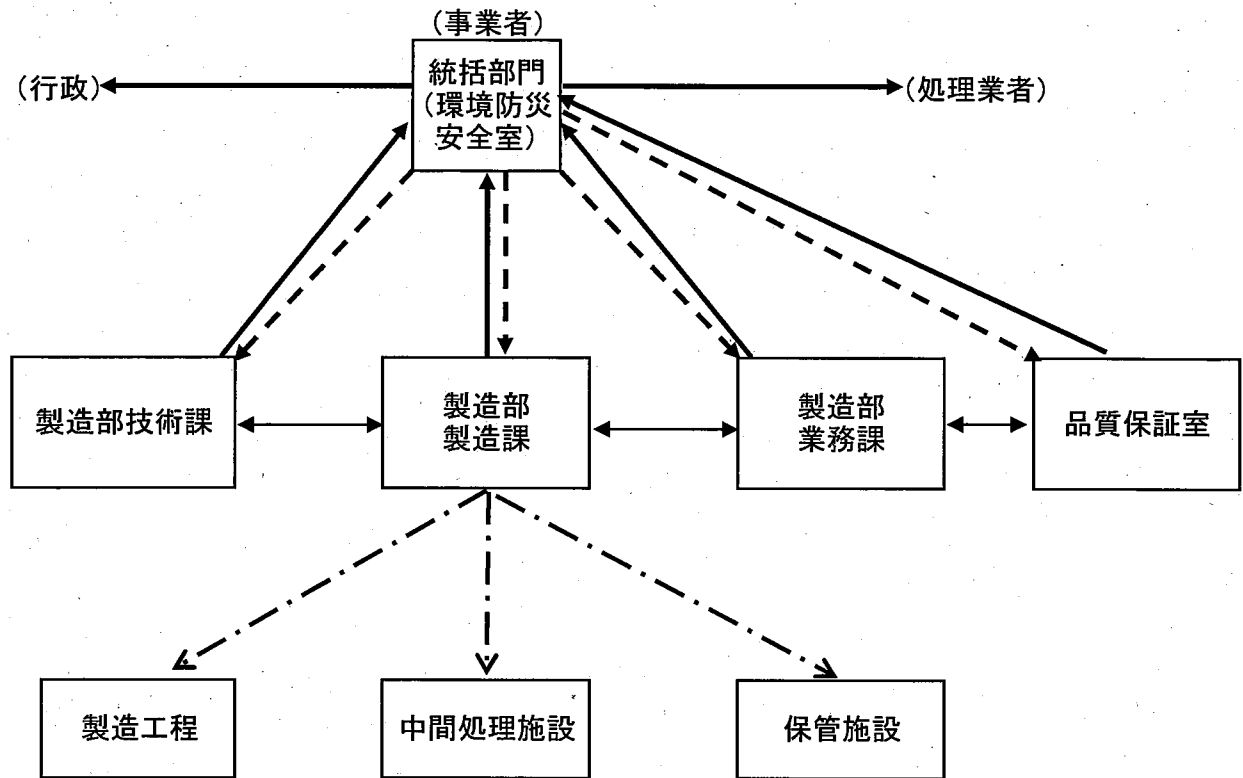 (事業者)
統括部門
(環境防災
安全室)
(行政)
(処理業者)
製造部技術課
製造部
製造課
製造部
業務課
品質保証室
製造工程
中間処理施設
保管施設